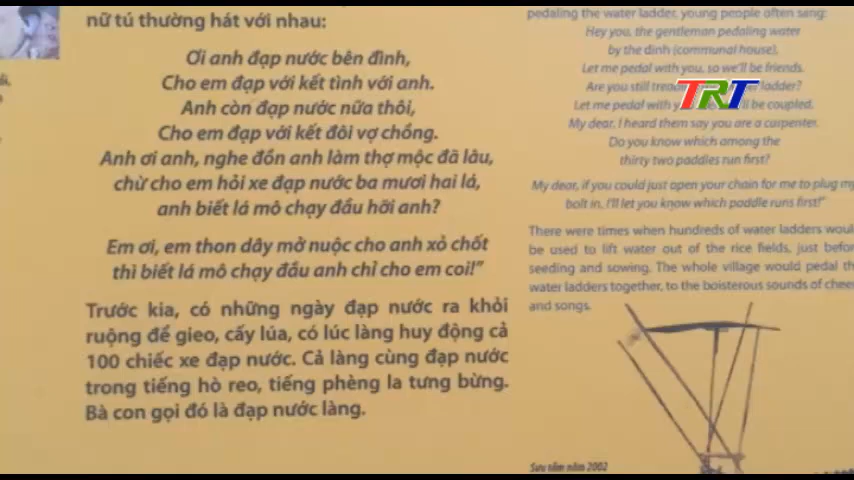 nữ tú thường hát với nhau:
Ơi anh đạp nước bên đình,
Cho em đạp với kết tình với anh.
Anh còn đạp nước nữa thôi,
Cho em đạp với kết đôi vợ chồng.
Anh ơi anh, nghe đồn anh làm thợ mộc đã lâu,
chừ cho em hỏi xe đạp nước ba mươi hai lá,
anh biết lá mô chạy đầu hỡi anh?
Em ơi, em thon dây mở nuộc cho anh xỏ chốt
thì biết lá mô chạy đầu anh chỉ cho em coi!"
Trước kia, có những ngày đạp nước ra khỏi
ruộng để gieo, cấy lúa, có lúc làng huy động cả
100 chiếc xe đạp nước. Cả làng cùng đạp nước
trong tiếng hò reo, tiếng phèng la tưng bừng.
Bà con gọi đó là đạp nước làng.
pedaling the water ladder, young people often sang:
Hey you, the gentleman pedaling water
by the dinh (communal house).
Let me pedal with you, so we'll be friends.
Are you still ladder?
Let me pedal with be coupled.
My dear, I heard them say you are a carpenter.
Do you know which among the
thirty two paddles run first?
My dear, if you could just open your chain for me to plug my
bolt in, I'll let you know which paddle runs first!"
There were times when hundreds of water ladders would
be used to lift water out of the rice fields, just before
seeding and sowing. The whole village would pedal the
water ladders together, to the boisterous sounds of cheers
and songs.
Sưu tầm năm 2002
TRT